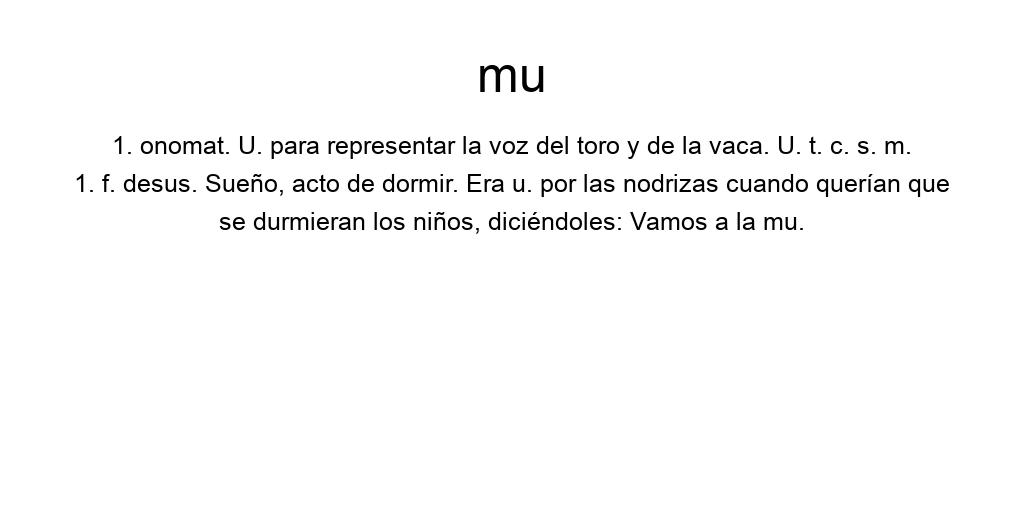 mu
1. onomat. U. para representar la voz del toro y de la vaca. U. t. c. s. m.
1. f. desus. Sueño, acto de dormir. Era u. por las nodrizas cuando querían que
se durmieran los niños, diciéndoles: Vamos a la mu.